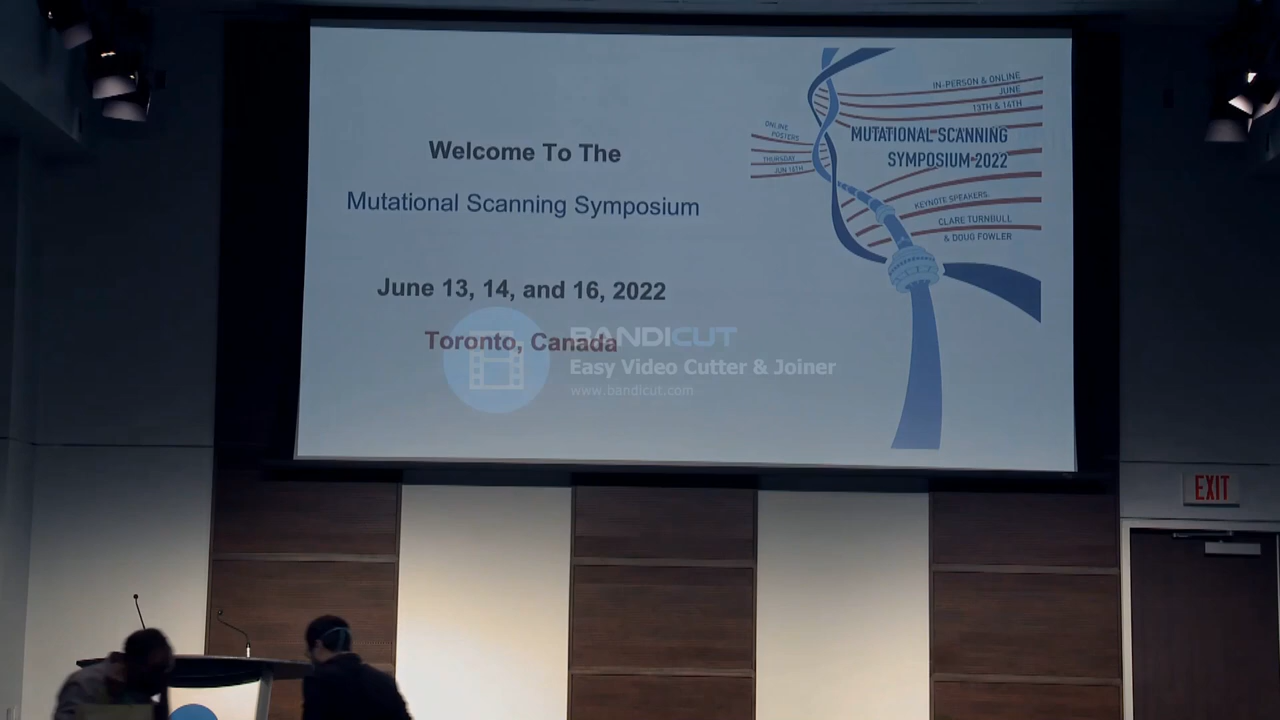 Welcome To The
Mutational Scanning Symposium
June 13, 14, and 16, 2022
Toronto, Canada
IN-PERSON & ONLINE
JUNE
13TH & 14TH
MUTATIONAL SCANNING
SYMPOSIUM 2022
ONLINE
POSTERS
THURSDAY
JUN 16TH
KEYNOTE SPEAKERS:
CLARE TURNBULL
& DOUG FOWLER
BANDICUT
Easy Video Cutter & Joiner
www.bandicut.com
EXIT